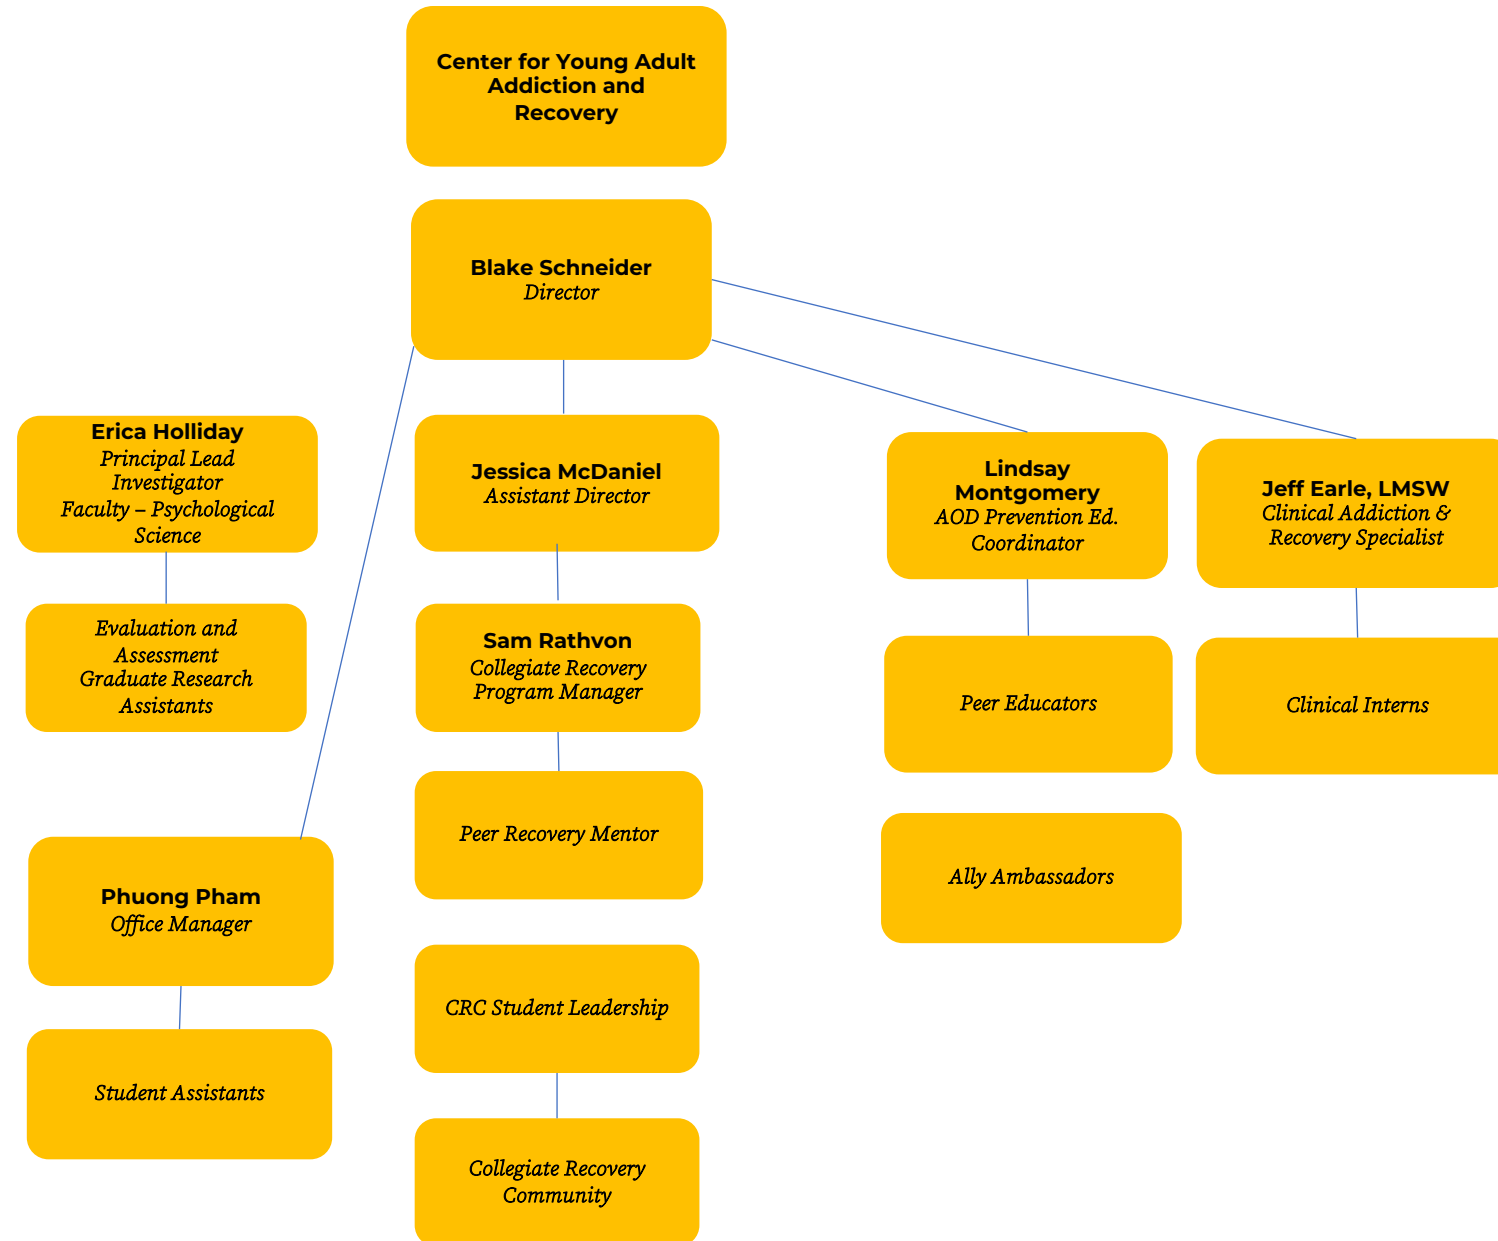 Center for Young Adult
Addiction and
Recovery
Blake Schneider
Director
Erica Holliday
Principal Lead
Investigator
Faculty – Psychological
Science
Jessica McDaniel
Assistant Director
Lindsay
Montgomery
AOD Prevention Ed.
Coordinator
Jeff Earle, LMSW
Clinical Addiction &
Recovery Specialist
Evaluation and
Assessment
Graduate Research
Assistants
Sam Rathvon
Collegiate Recovery
Program Manager
Peer Educators
Clinical Interns
Peer Recovery Mentor
Phuong Pham
Office Manager
Ally Ambassadors
CRC Student Leadership
Student Assistants
Collegiate Recovery
Community